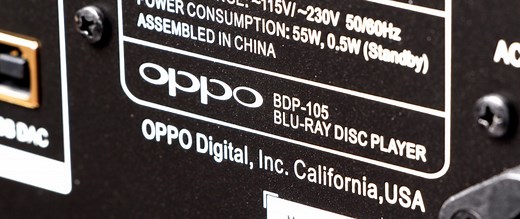 ~115V/~230V 50/60Hz
POWER CONSUMPTION: 55W, 0.5W (Standby)
ASSEMBLED IN CHINA
oppo
BDP-105
BLU-RAY DISC PLAYER
OPPO Digital, Inc. California, USA
DAC
AC